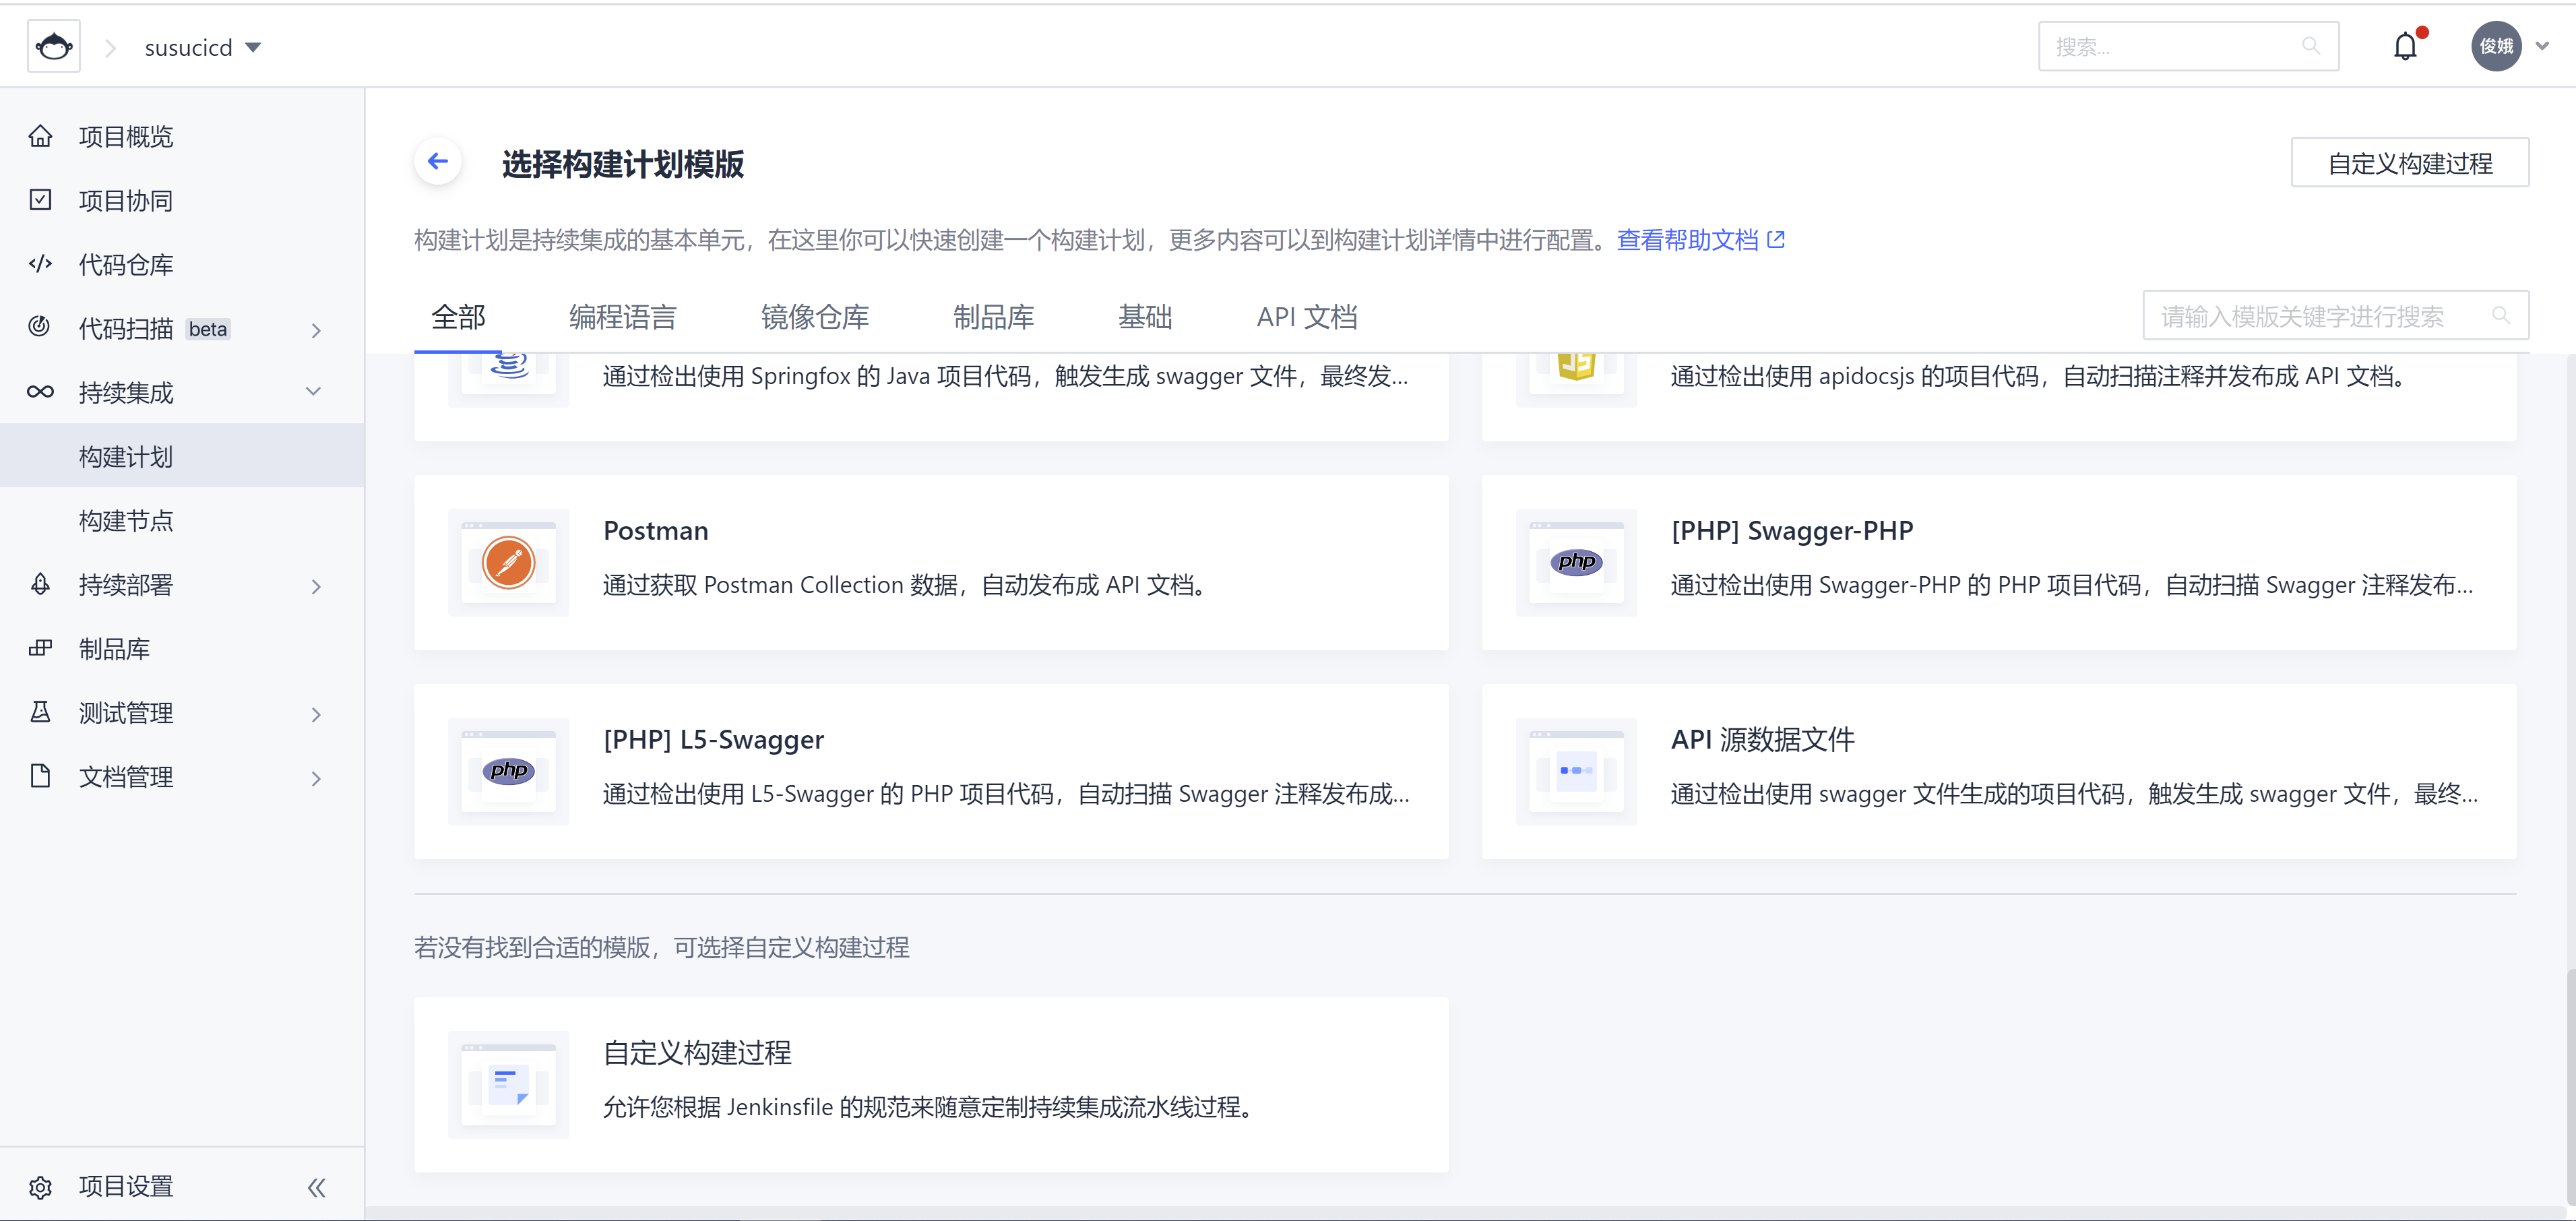 susucicd
搜索...
俊娥
项目概览
项目协同
代码仓库
代码扫描 beta
持续集成
构建计划
构建节点
持续部署
制品库
测试管理
文档管理
项目设置
选择构建计划模版
自定义构建过程
构建计划是持续集成的基本单元，在这里你可以快速创建一个构建计划，更多内容可以到构建计划详情中进行配置。查看帮助文档
全部 编程语言 镜像仓库 制品库 基础 API 文档
请输入模版关键字进行搜索
通过检出使用 Springfox 的 Java 项目代码，触发生成 swagger 文件，最终发...
JS
通过检出使用 apidocsjs 的项目代码，自动扫描注释并发布成 API 文档。
Postman
通过获取 Postman Collection 数据，自动发布成 API 文档。
php
[PHP] Swagger-PHP
通过检出使用 Swagger-PHP 的 PHP 项目代码，自动扫描 Swagger 注释发布...
php
[PHP] L5-Swagger
通过检出使用 L5-Swagger 的 PHP 项目代码，自动扫描 Swagger 注释发布成...
API 源数据文件
通过检出使用 swagger 文件生成的项目代码，触发生成 swagger 文件，最终...
若没有找到合适的模版，可选择自定义构建过程
自定义构建过程
允许您根据 Jenkinsfile 的规范来随意定制持续集成流水线过程。